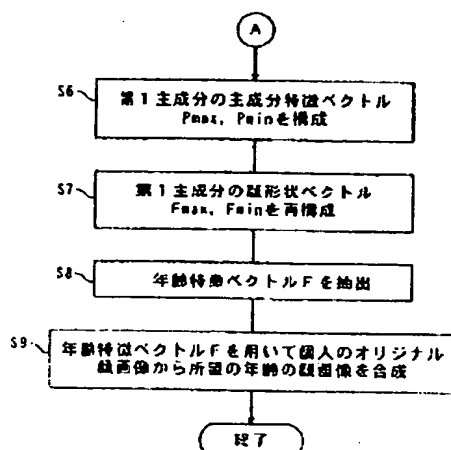 A
S6
第1主成分の主成分特徴ベクトル
Pmax, Pminを構成
S7
第1主成分の顔形状ベクトル
Fmax, Fminを再構成
S8
年齢特徴ベクトルFを抽出
S9
年齢特徴ベクトルFを用いて個人のオリジナル
顔画像から所望の年齢の顔画像を合成
終了